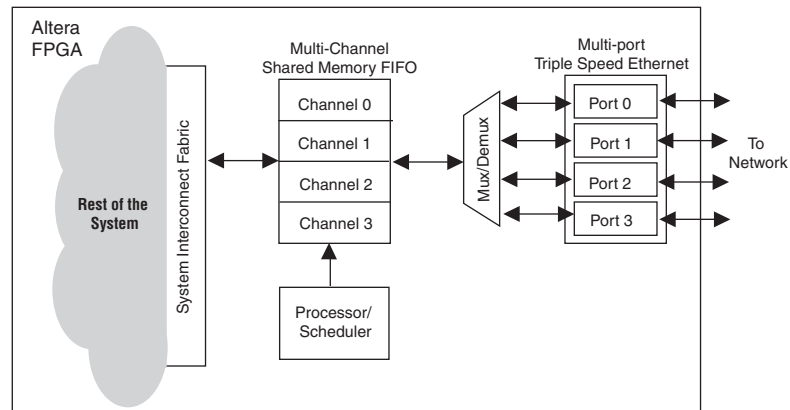 Altera
FPGA
Multi-Channel
Shared Memory FIFO
Multi-port
Triple Speed Ethernet
Rest of the
System
System Interconnect Fabric
Channel 0
Channel 1
Channel 2
Channel 3
Processor/
Scheduler
Mux/Demux
Port 0
Port 1
Port 2
Port 3
To
Network